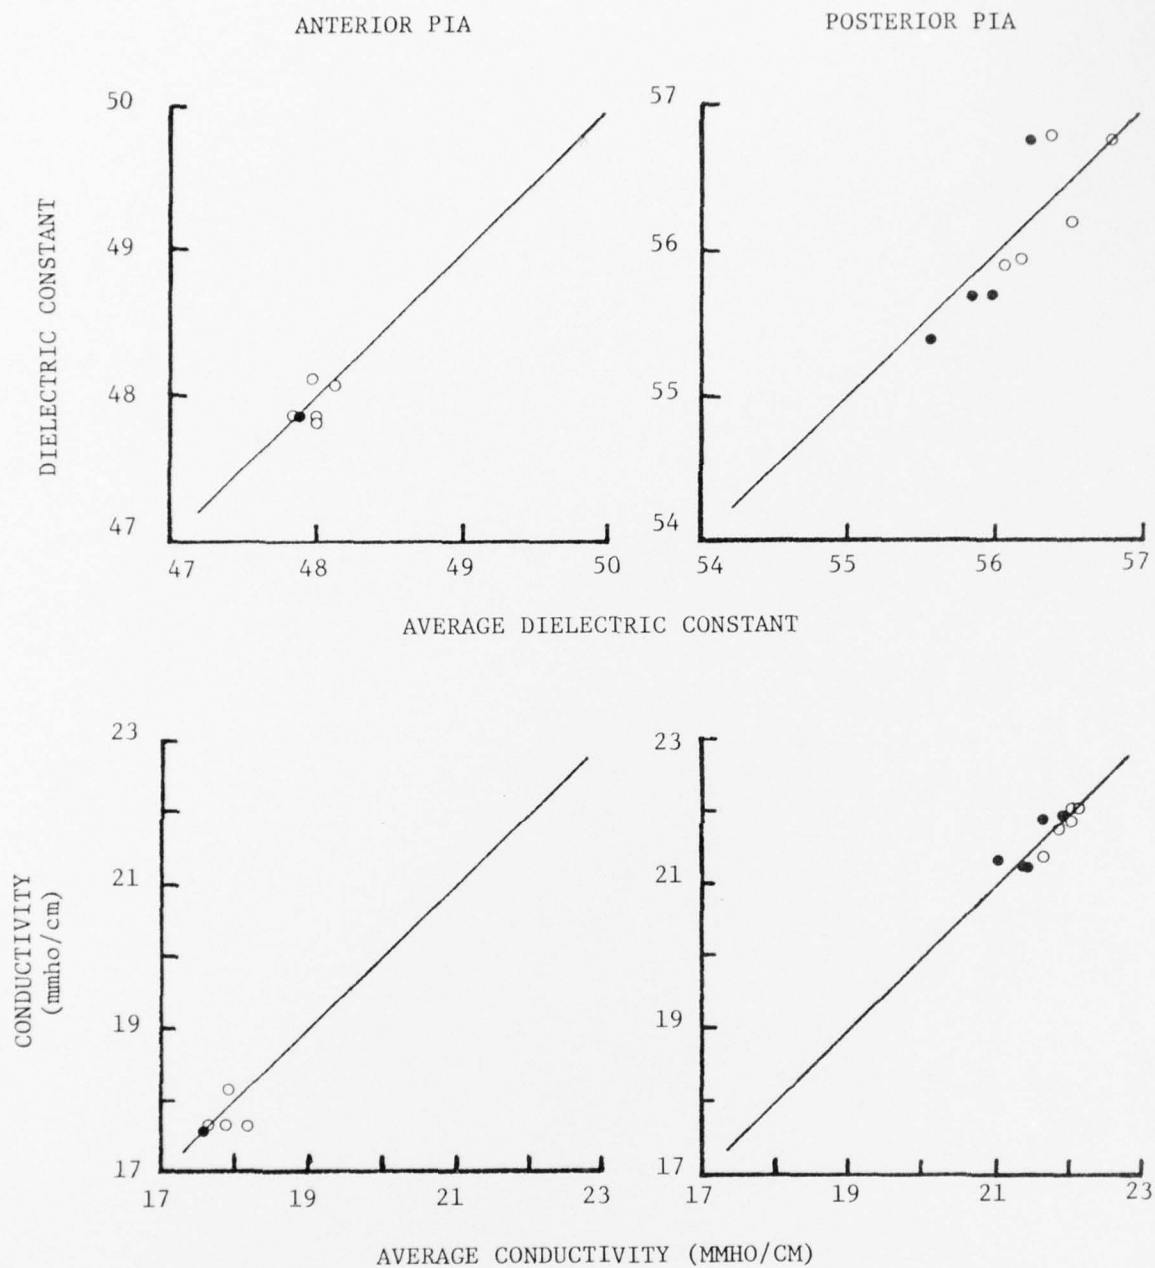 ANTERIOR PIA
POSTERIOR PIA
DIELECTRIC CONSTANT
50
49
48
47
47 48 49 50
57
56
55
54
54 55 56 57
AVERAGE DIELECTRIC CONSTANT
CONDUCTIVITY
(mmho/cm)
23
21
19
17
17 19 21 23
23
21
19
17
17 19 21 23
AVERAGE CONDUCTIVITY (MMHO/CM)